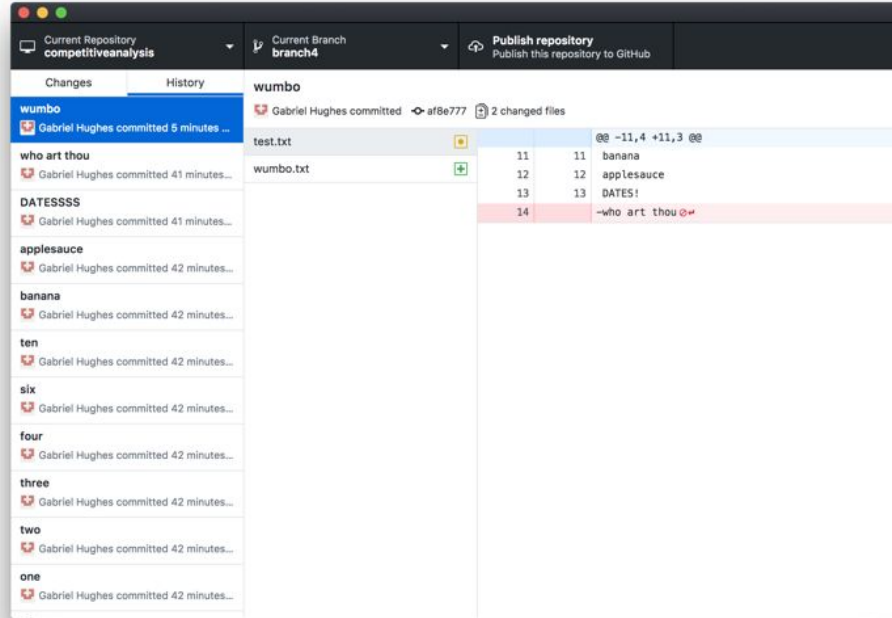 Current Repository
competitiveanalysis
Current Branch
branch4
Publish repository
Publish this repository to GitHub
Changes
History
wumbo
Gabriel Hughes committed 5 minutes ...
who art thou
Gabriel Hughes committed 41 minutes...
DATESSSS
Gabriel Hughes committed 41 minutes...
applesauce
Gabriel Hughes committed 42 minutes...
banana
Gabriel Hughes committed 42 minutes...
ten
Gabriel Hughes committed 42 minutes...
six
Gabriel Hughes committed 42 minutes...
four
Gabriel Hughes committed 42 minutes...
three
Gabriel Hughes committed 42 minutes...
two
Gabriel Hughes committed 42 minutes...
one
Gabriel Hughes committed 42 minutes...
wumbo
Gabriel Hughes committed af8e777 2 changed files
test.txt
wumbo.txt
@@ -11,4 +11,3 @@
11 11 banana
12 12 applesauce
13 13 DATES!
14 -who art thou